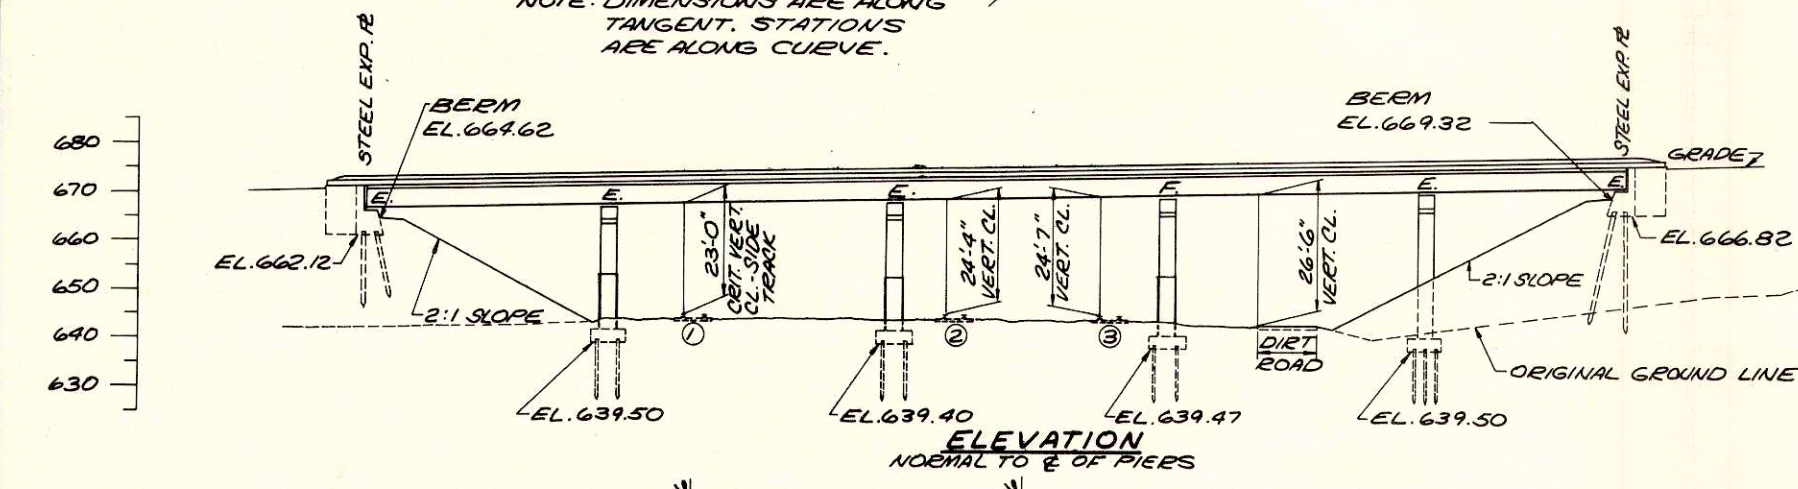 NOTE: DIMENSIONS ARE ALONG
TANGENT. STATIONS
ARE ALONG CURVE.
STEEL EXP. ⅊
BERM
EL. 664.62
BERM
EL. 669.32
STEEL EXP. ⅊
GRADE
680
670
660
650
640
630
E.
E.
E.
E.
E.
E.
23'-0"
CRIT. VERT.
CL.-SIDE
TRACK
24'-4"
VERT. CL.
24'-7"
VERT. CL.
26'-6"
VERT. CL.
EL. 662.12
EL. 666.82
2:1 SLOPE
2:1 SLOPE
1
2
3
DIRT
ROAD
ORIGINAL GROUND LINE
EL. 639.50
EL. 639.40
EL. 639.47
EL. 639.50
ELEVATION
NORMAL TO ℄ OF PIERS